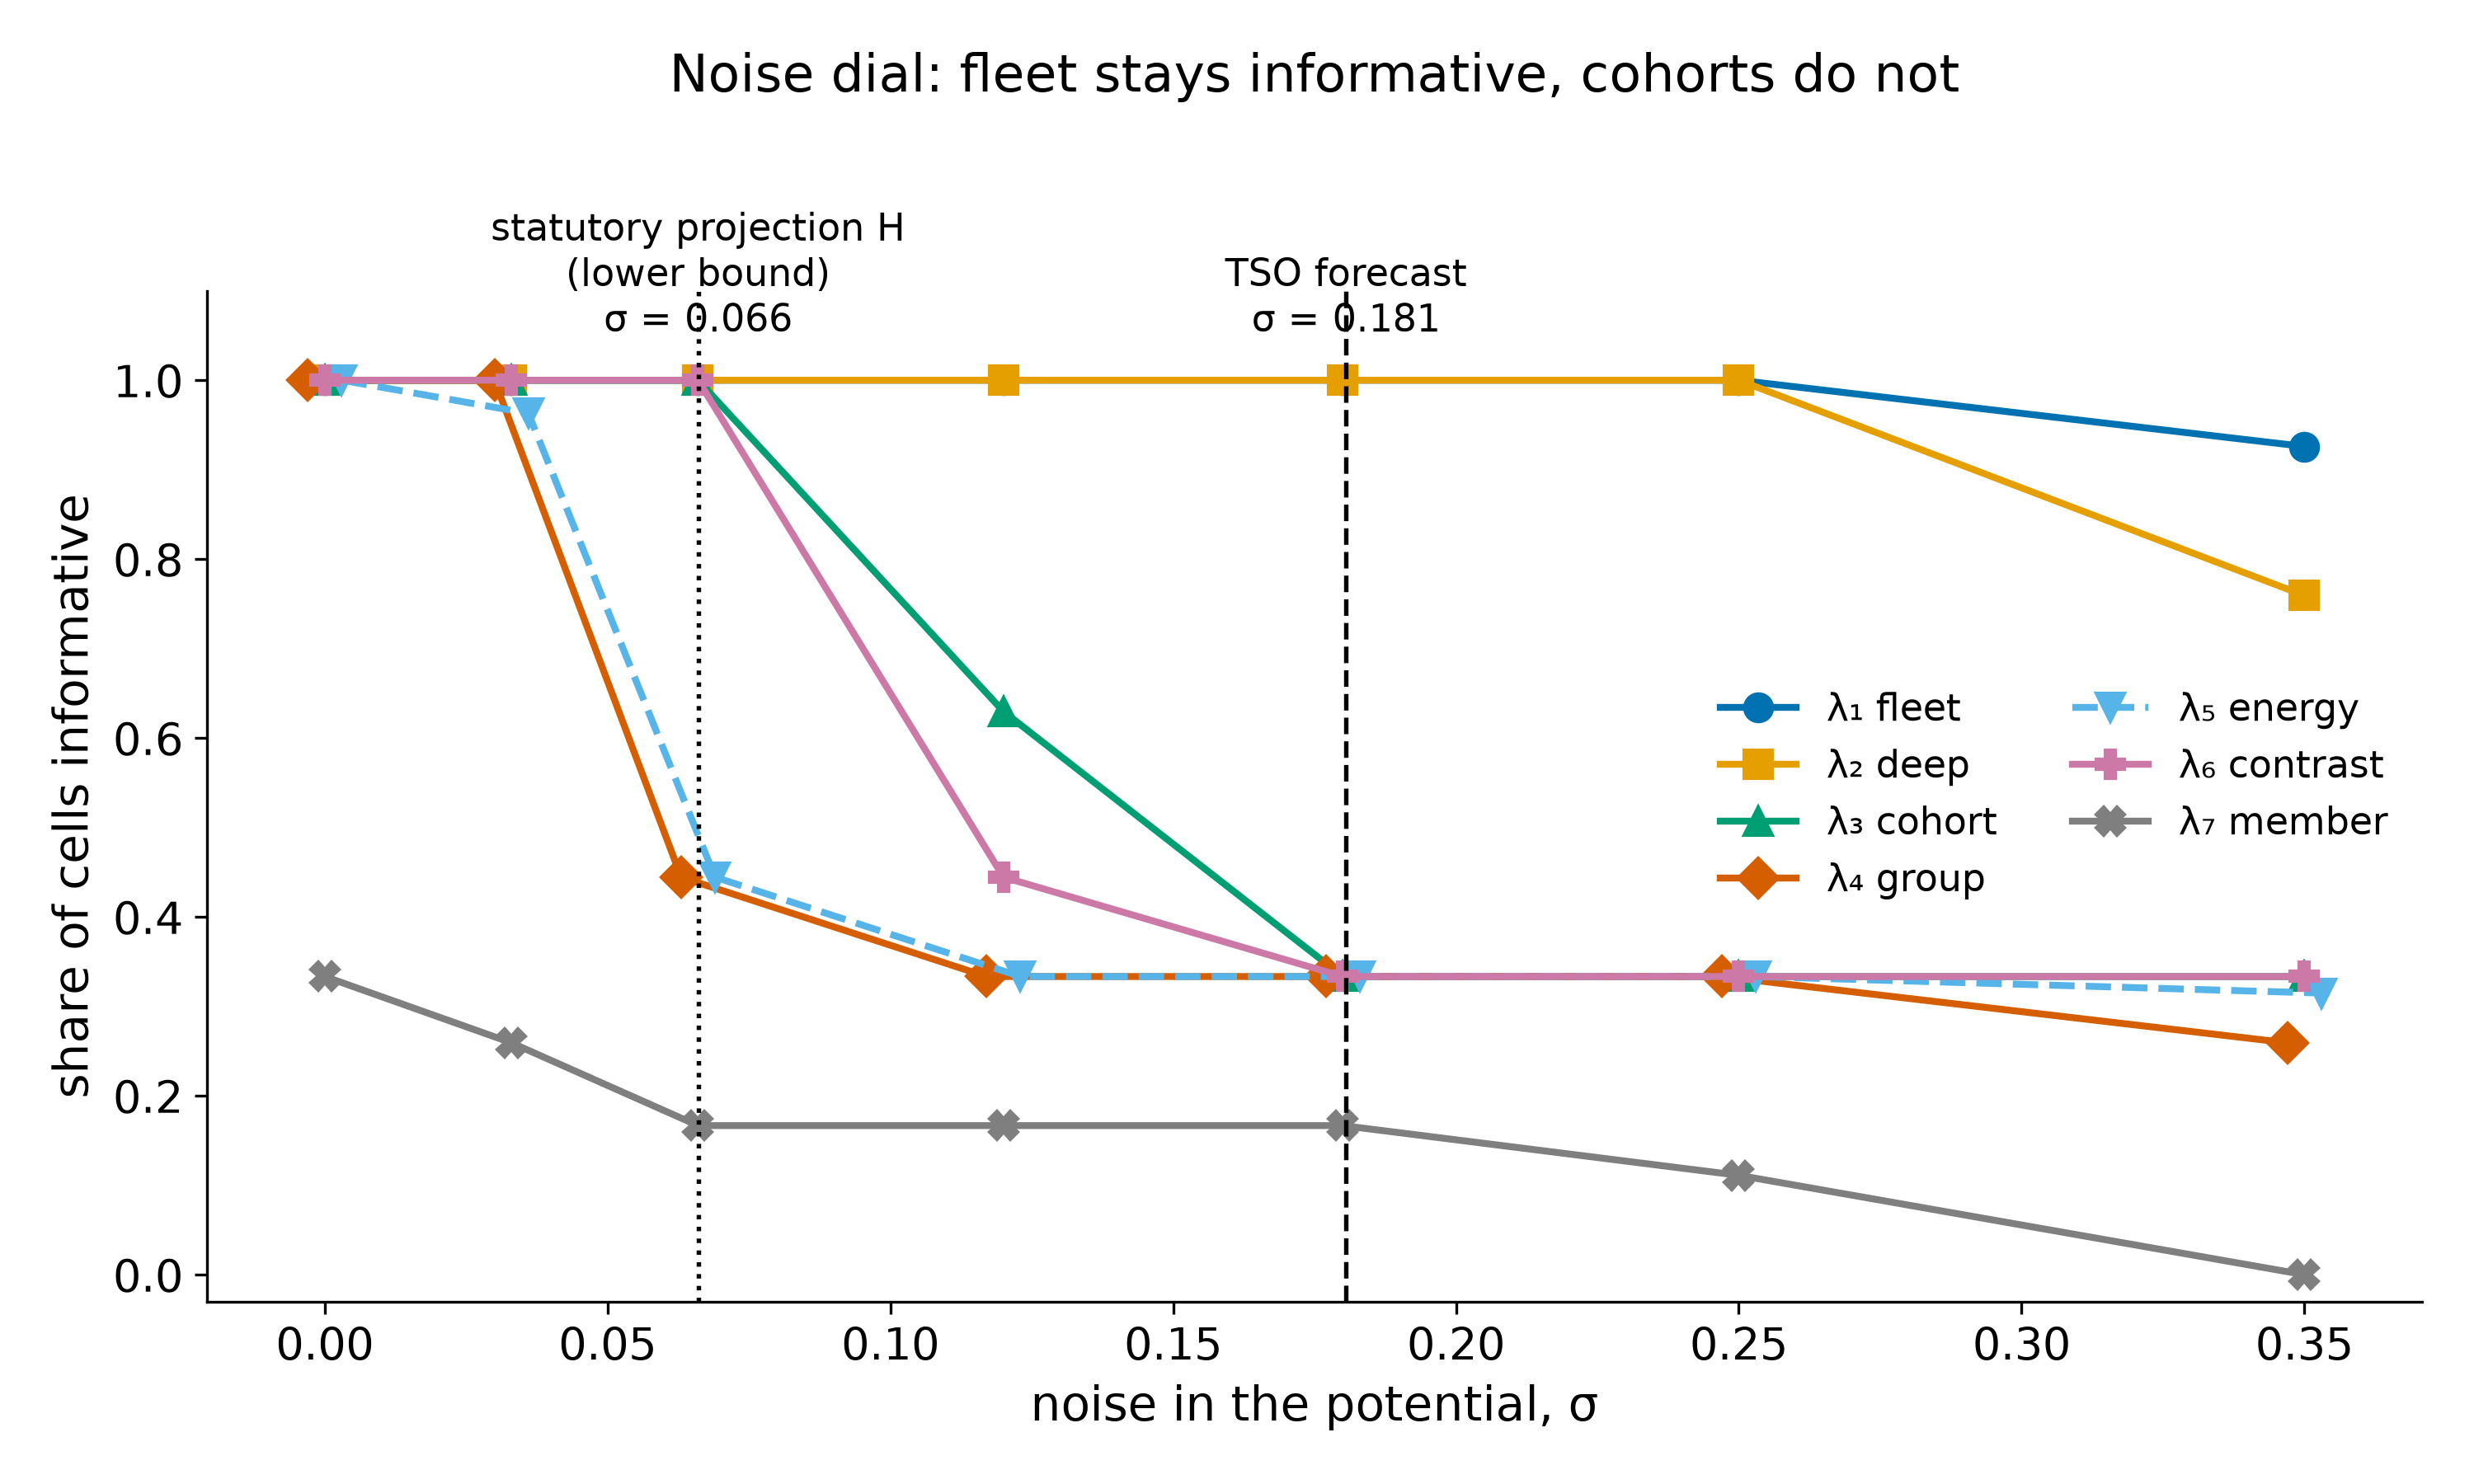 Noise dial: fleet stays informative, cohorts do not
statutory projection H
(lower bound)
σ = 0.066
TSO forecast
σ = 0.181
share of cells informative
1.0
0.8
0.6
0.4
0.2
0.0
λ₁ fleet
λ₂ deep
λ₃ cohort
λ₄ group
λ₅ energy
λ₆ contrast
λ₇ member
0.00 0.05 0.10 0.15 0.20 0.25 0.30 0.35
noise in the potential, σ